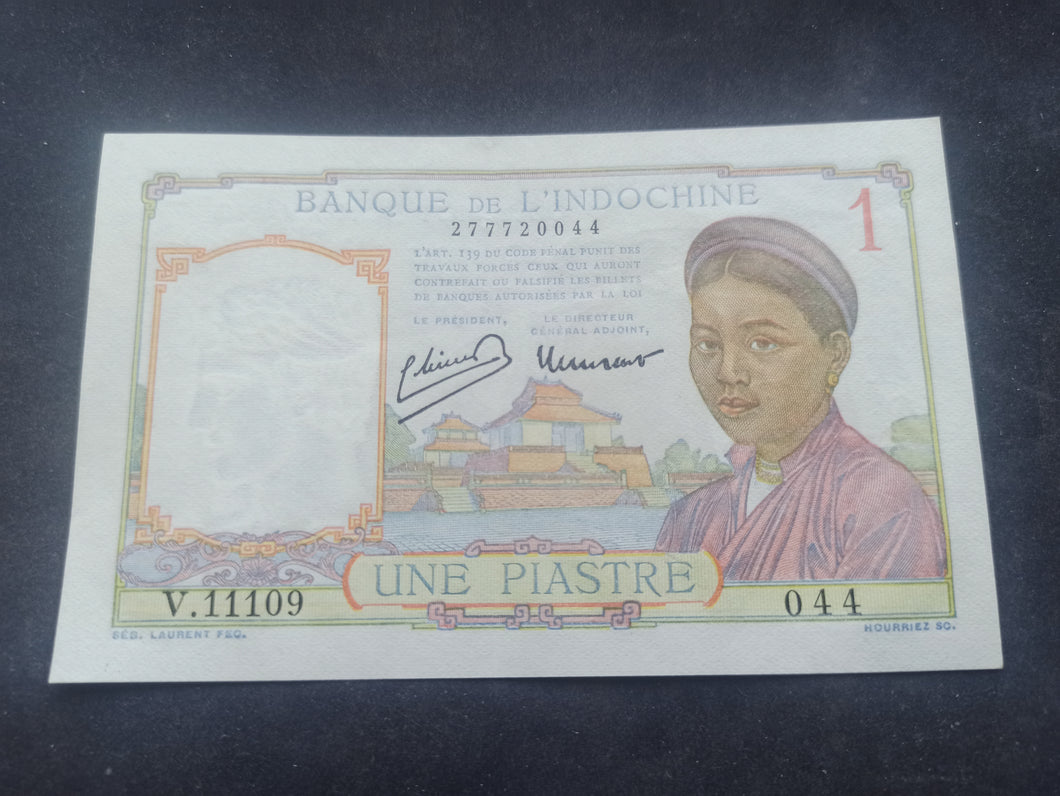 BANQUE DE L'INDOCHINE
1
277720044
L'ART. 139 DU CODE PÉNAL PUNIT DES
TRAVAUX FORCÉS CEUX QUI AURONT
CONTREFAIT OU FALSIFIÉ LES BILLETS
DE BANQUES AUTORISÉES PAR LA LOI
LE PRÉSIDENT,
LE DIRECTEUR
GÉNÉRAL ADJOINT,
UNE PIASTRE
V.11109
044
SÉB. LAURENT FEC.
HOURRIEZ SC.